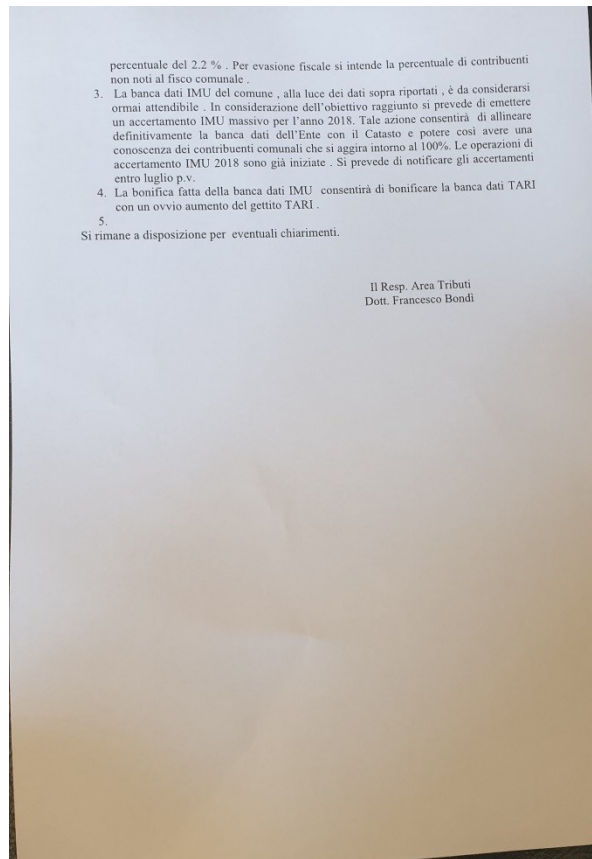 percentuale del 2.2 % . Per evasione fiscale si intende la percentuale di contribuenti
non noti al fisco comunale .
3. La banca dati IMU del comune , alla luce dei dati sopra riportati , è da considerarsi
ormai attendibile . In considerazione dell'obiettivo raggiunto si prevede di emettere
un accertamento IMU massivo per l'anno 2018. Tale azione consentirà di allineare
definitivamente la banca dati dell'Ente con il Catasto e potere così avere una
conoscenza dei contribuenti comunali che si aggira intorno al 100%. Le operazioni di
accertamento IMU 2018 sono già iniziate . Si prevede di notificare gli accertamenti
entro luglio p.v.
4. La bonifica fatta della banca dati IMU consentirà di bonificare la banca dati TARI
con un ovvio aumento del gettito TARI .
5.
Si rimane a disposizione per eventuali chiarimenti.
Il Resp. Area Tributi
Dott. Francesco Bondì